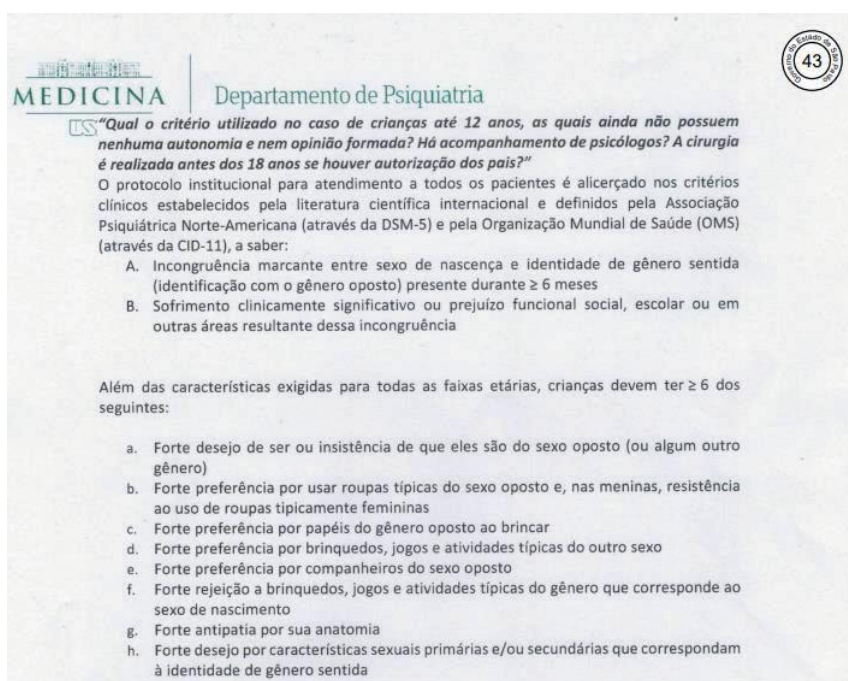 Governo do Estado de São Paulo
43
MEDICINA
Departamento de Psiquiatria
USP
“Qual o critério utilizado no caso de crianças até 12 anos, as quais ainda não possuem
nenhuma autonomia e nem opinião formada? Há acompanhamento de psicólogos? A cirurgia
é realizada antes dos 18 anos se houver autorização dos pais?”
O protocolo institucional para atendimento a todos os pacientes é alicerçado nos critérios
clínicos estabelecidos pela literatura científica internacional e definidos pela Associação
Psiquiátrica Norte-Americana (através da DSM-5) e pela Organização Mundial de Saúde (OMS)
(através da CID-11), a saber:
A. Incongruência marcante entre sexo de nascença e identidade de gênero sentida
(identificação com o gênero oposto) presente durante ≥ 6 meses
B. Sofrimento clinicamente significativo ou prejuízo funcional social, escolar ou em
outras áreas resultante dessa incongruência
Além das características exigidas para todas as faixas etárias, crianças devem ter ≥ 6 dos
seguintes:
a. Forte desejo de ser ou insistência de que eles são do sexo oposto (ou algum outro
gênero)
b. Forte preferência por usar roupas típicas do sexo oposto e, nas meninas, resistência
ao uso de roupas tipicamente femininas
c. Forte preferência por papéis do gênero oposto ao brincar
d. Forte preferência por brinquedos, jogos e atividades típicas do outro sexo
e. Forte preferência por companheiros do sexo oposto
f. Forte rejeição a brinquedos, jogos e atividades típicas do gênero que corresponde ao
sexo de nascimento
g. Forte antipatia por sua anatomia
h. Forte desejo por características sexuais primárias e/ou secundárias que correspondam
à identidade de gênero sentida